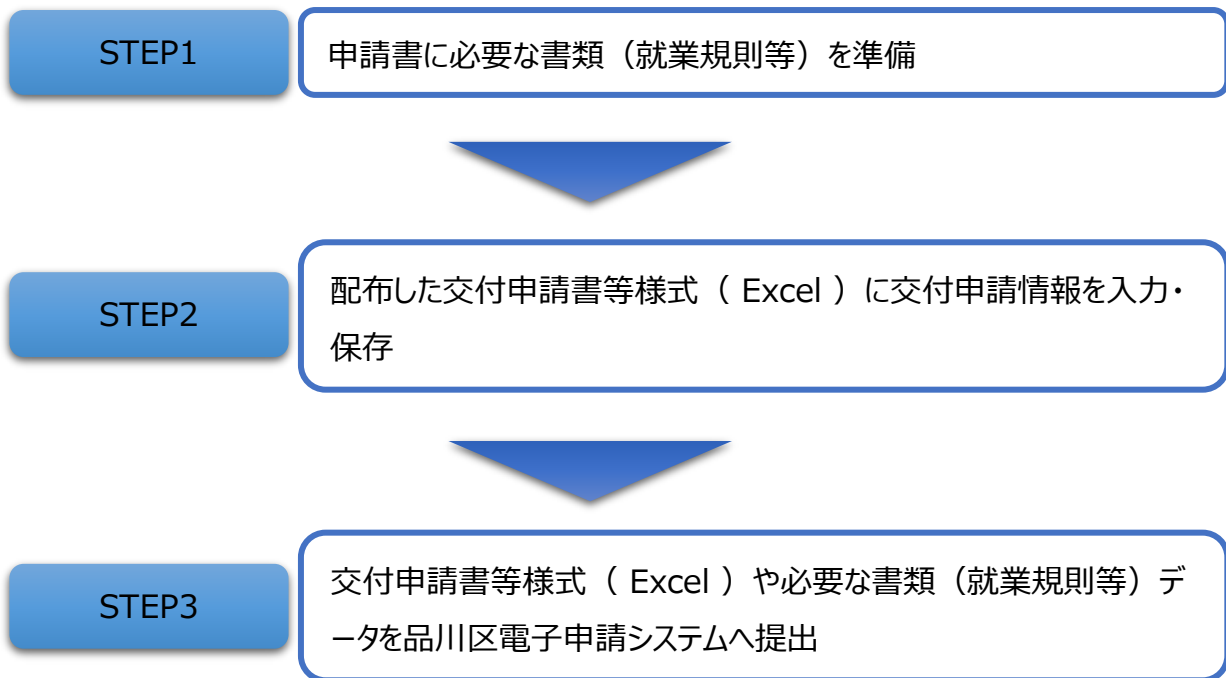 STEP1
申請書に必要な書類（就業規則等）を準備
STEP2
配布した交付申請書等様式（ Excel ）に交付申請情報を入力・
保存
STEP3
交付申請書等様式（ Excel ）や必要な書類（就業規則等）デ
ータを品川区電子申請システムへ提出